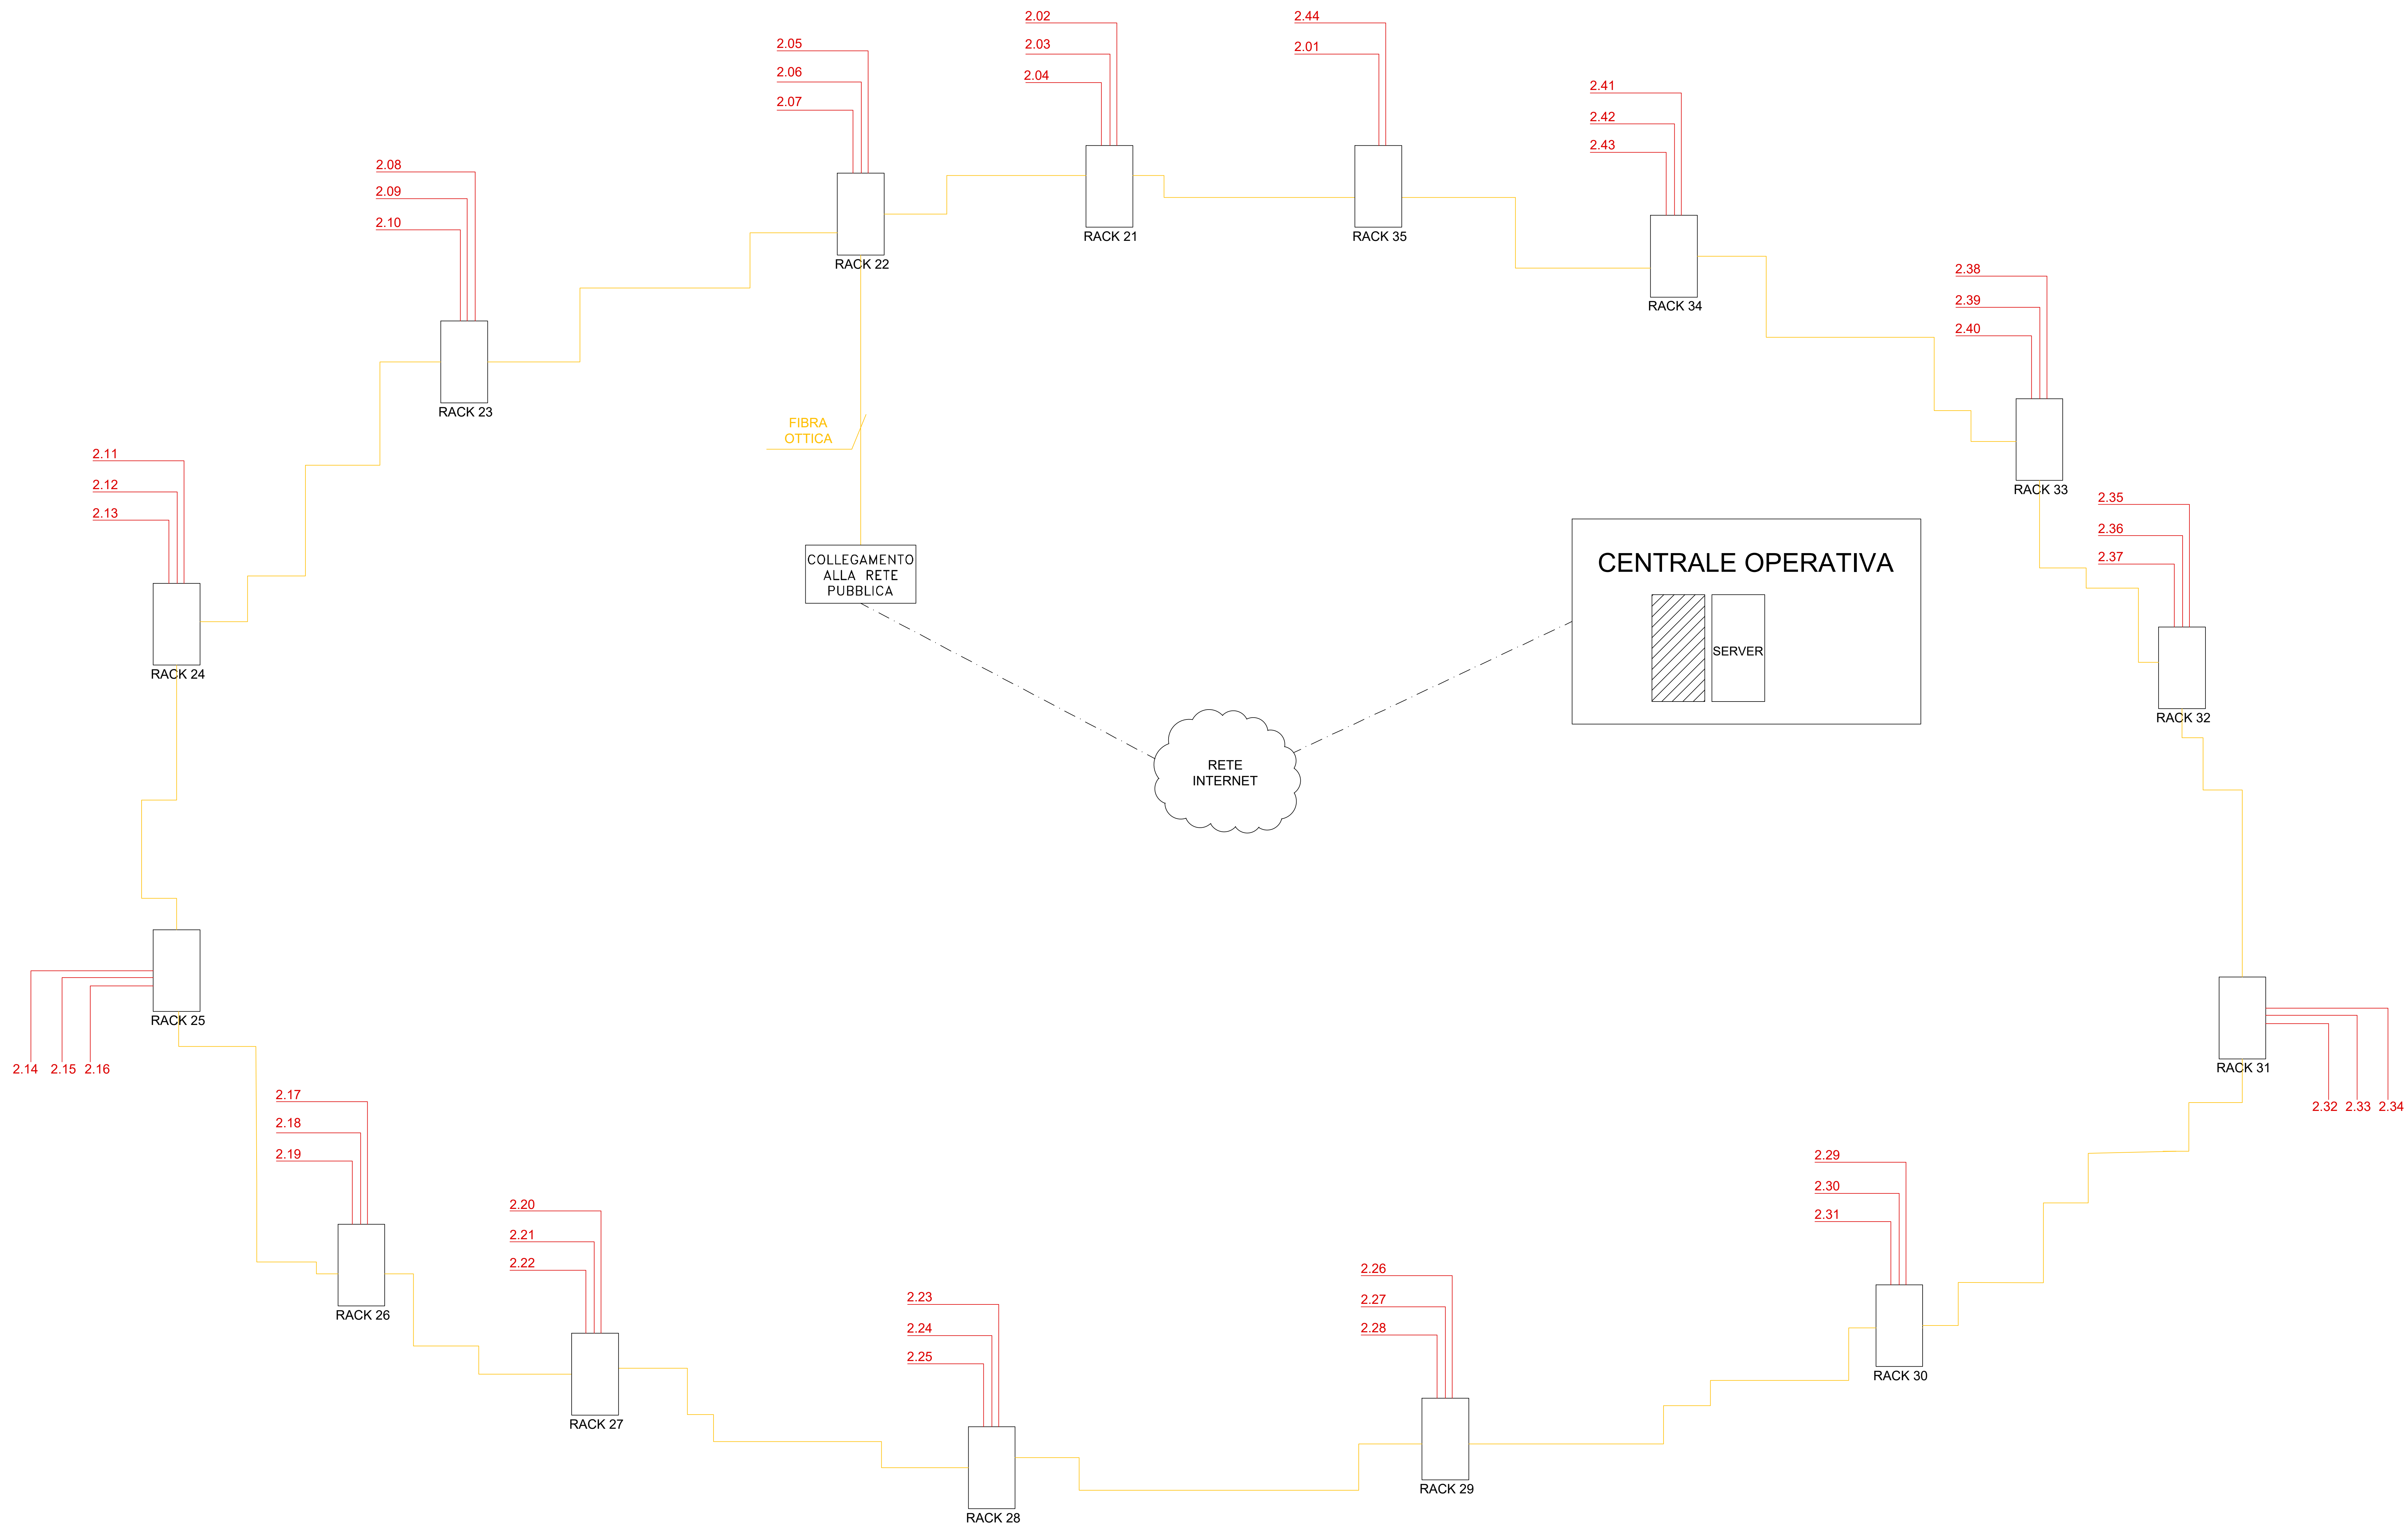 2.02
2.03
2.04
RACK 21
2.44
2.01
RACK 35
2.05
2.06
2.07
RACK 22
2.41
2.42
2.43
RACK 34
2.08
2.09
2.10
RACK 23
2.38
2.39
2.40
RACK 33
FIBRA
OTTICA
2.11
2.12
2.13
RACK 24
2.35
2.36
2.37
RACK 32
COLLEGAMENTO
ALLA RETE
PUBBLICA
CENTRALE OPERATIVA
SERVER
RETE
INTERNET
RACK 25
2.14 2.15 2.16
RACK 31
2.32 2.33 2.34
2.17
2.18
2.19
RACK 26
2.20
2.21
2.22
RACK 27
2.29
2.30
2.31
RACK 30
2.23
2.24
2.25
RACK 28
2.26
2.27
2.28
RACK 29